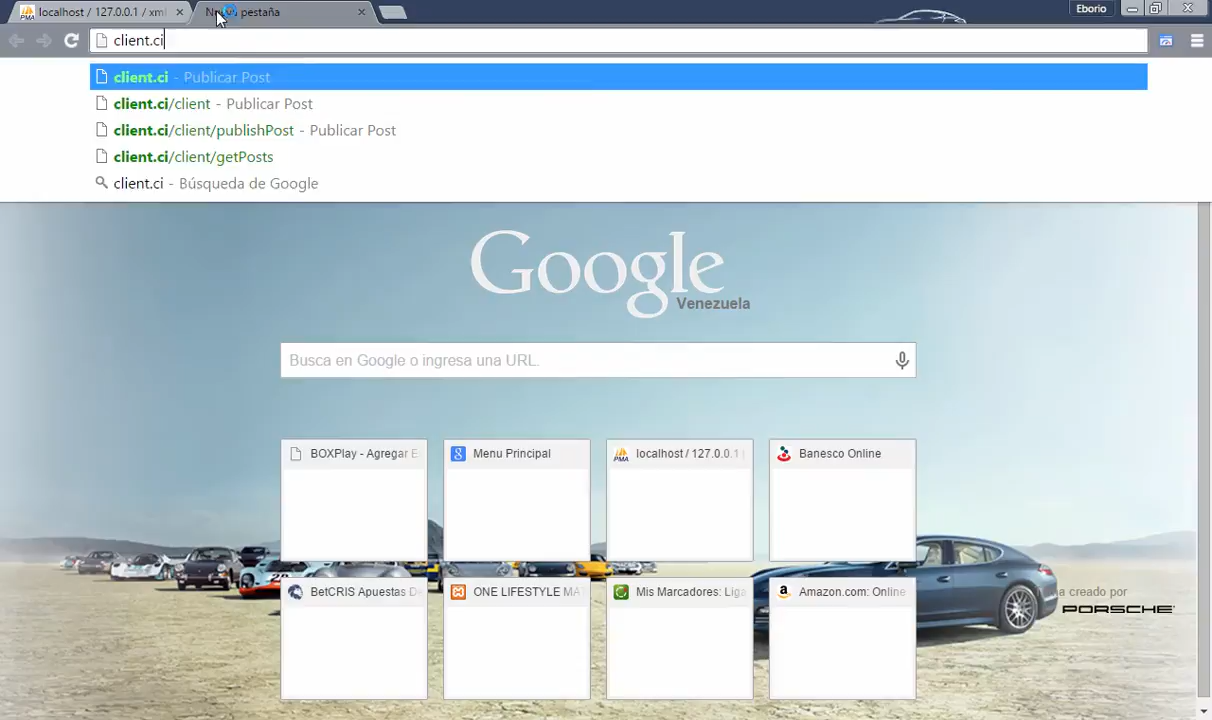 localhost / 127.0.0.1 / xml
pestaña
Eborio
client.ci
client.ci - Publicar Post
client.ci/client - Publicar Post
client.ci/client/publishPost - Publicar Post
client.ci/client/getPosts
client.ci - Búsqueda de Google
Google
Venezuela
Busca en Google o ingresa una URL.
BOXPlay - Agregar E
Menu Principal
localhost / 127.0.0.1
Banesco Online
BetCRIS Apuestas D
ONE LIFESTYLE MA
Mis Marcadores: Liga
Amazon.com: Online
a creado por
PORSCHE